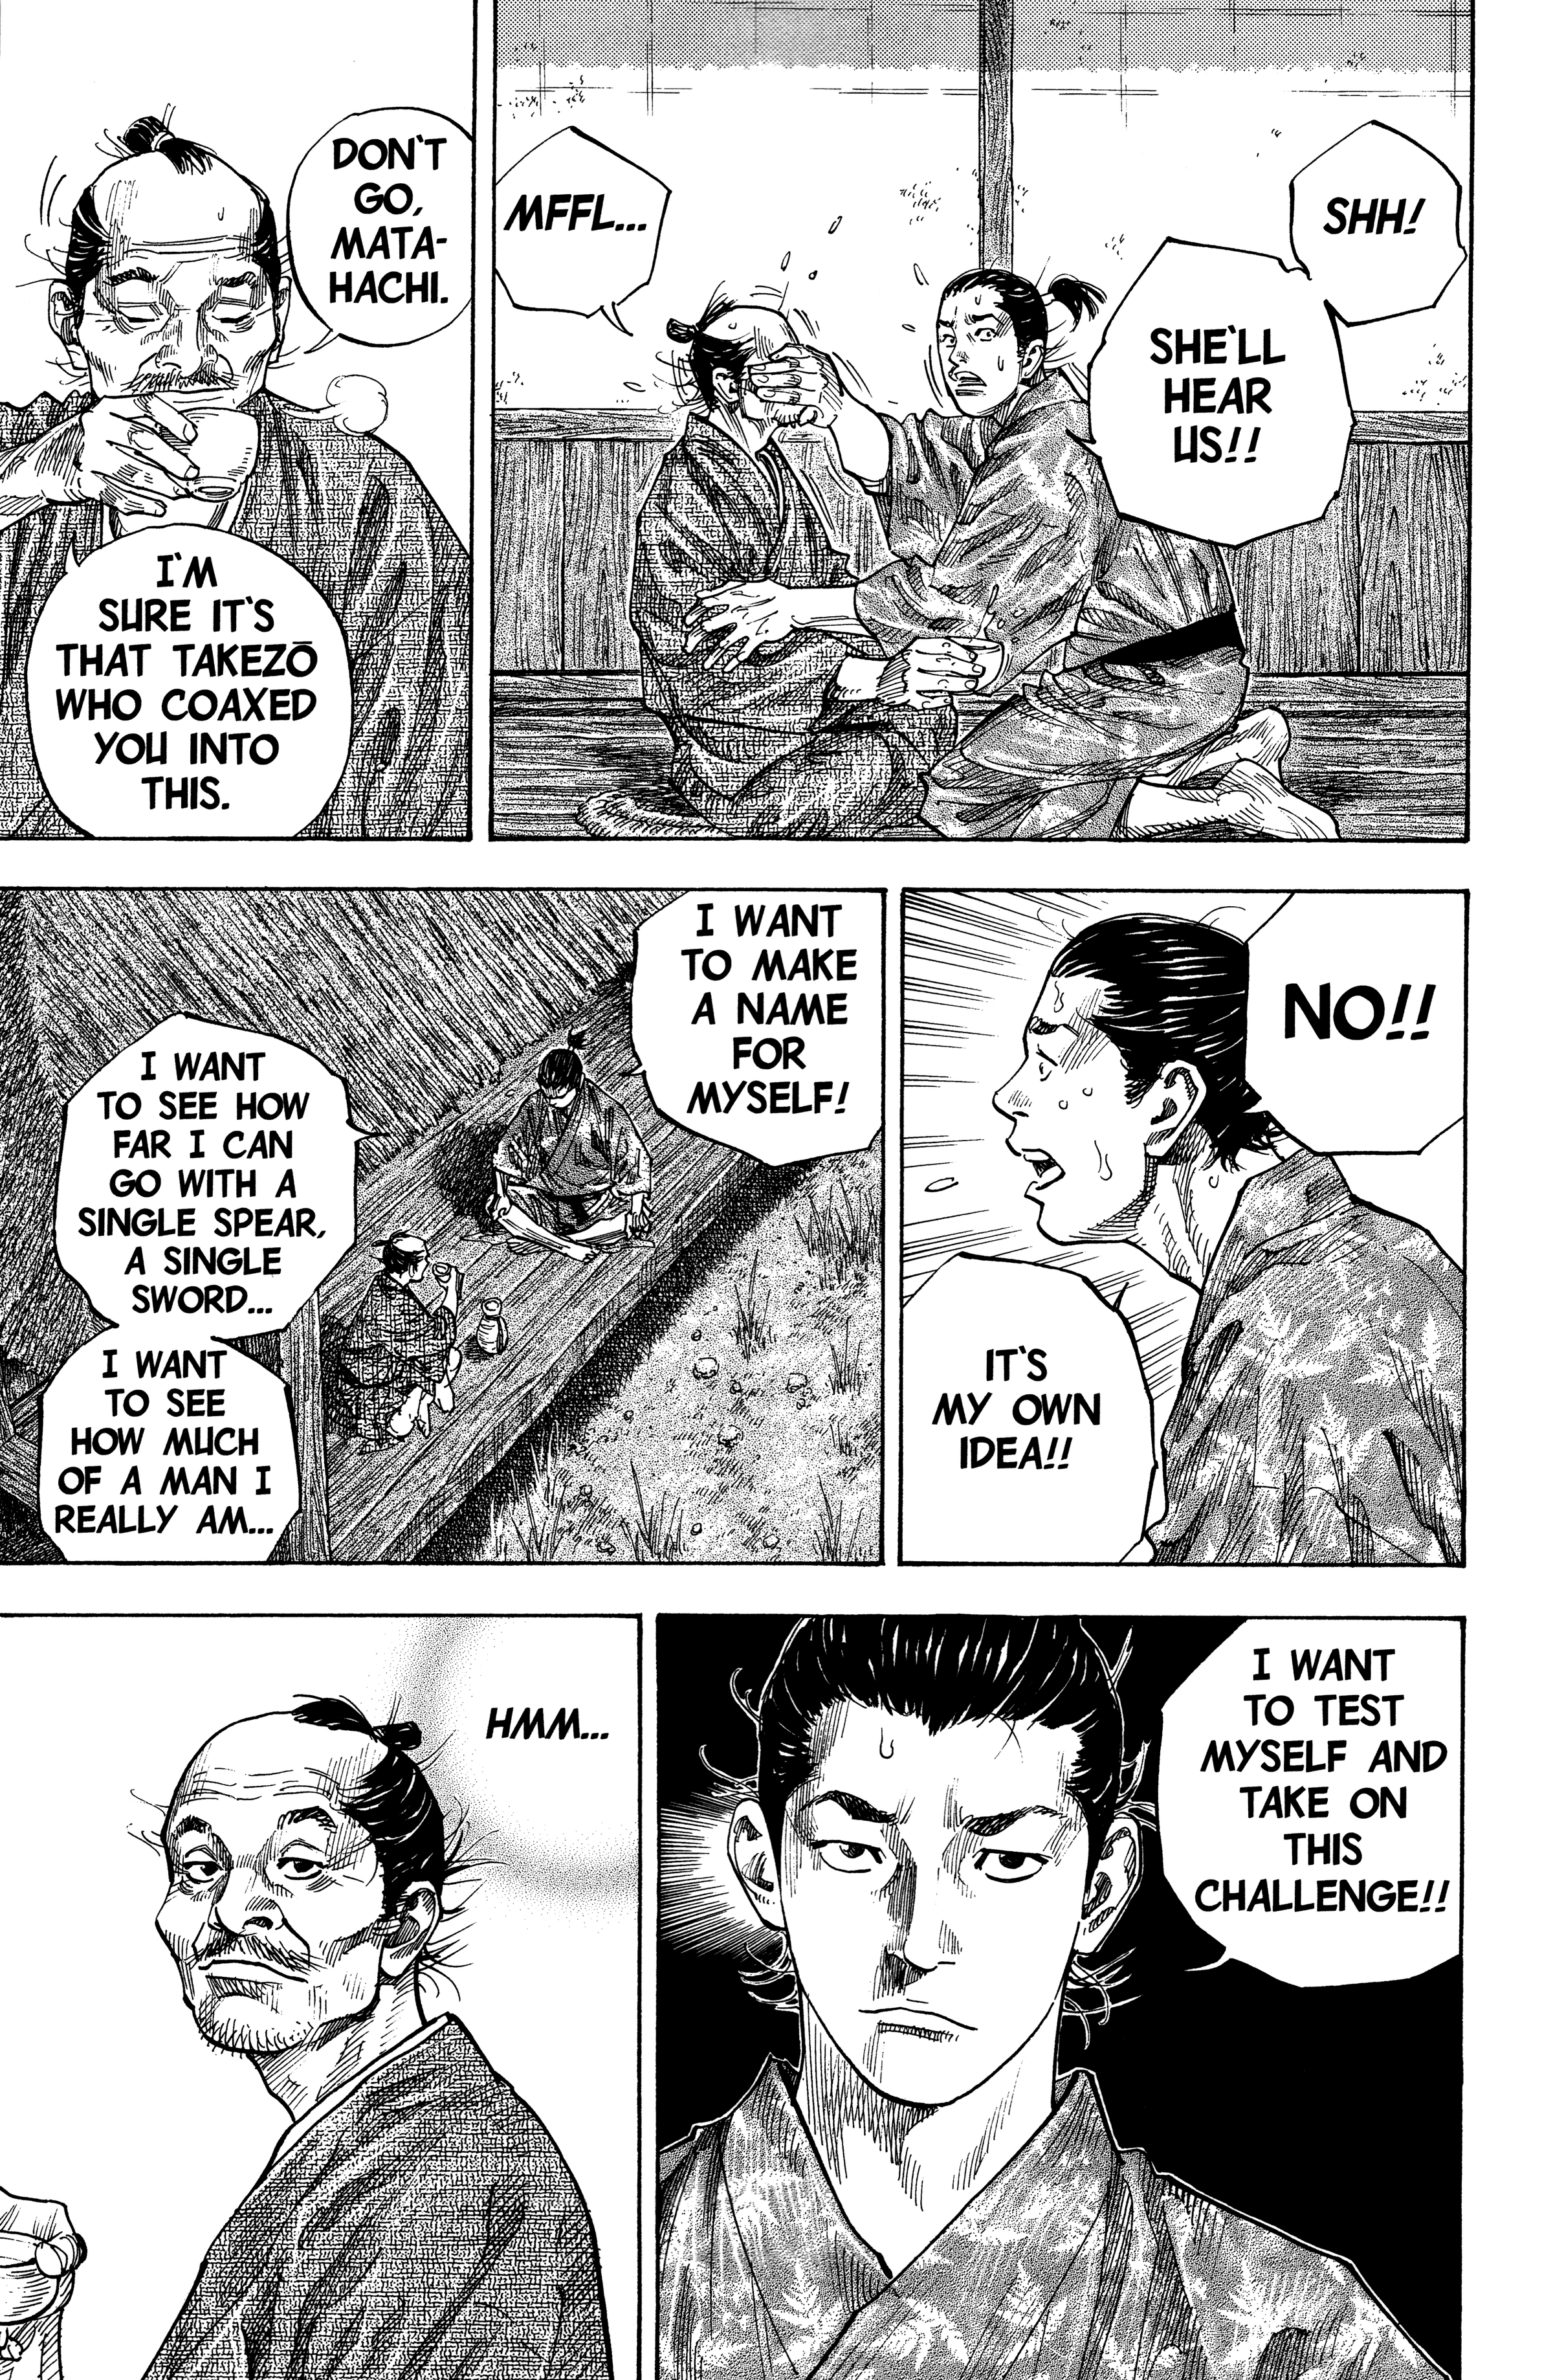 SHH!
SHE'LL
HEAR
US!!
MFFL...
DON'T
GO,
MATA-
HACHI.
I'M
SURE IT'S
THAT TAKEZŌ
WHO COAXED
YOU INTO
THIS.
NO!!
IT'S
MY OWN
IDEA!!
I WANT
TO MAKE
A NAME
FOR
MYSELF!
I WANT
TO SEE HOW
FAR I CAN
GO WITH A
SINGLE SPEAR,
A SINGLE
SWORD...
I WANT
TO SEE
HOW MUCH
OF A MAN I
REALLY AM...
I WANT
TO TEST
MYSELF AND
TAKE ON
THIS
CHALLENGE!!
HMM...